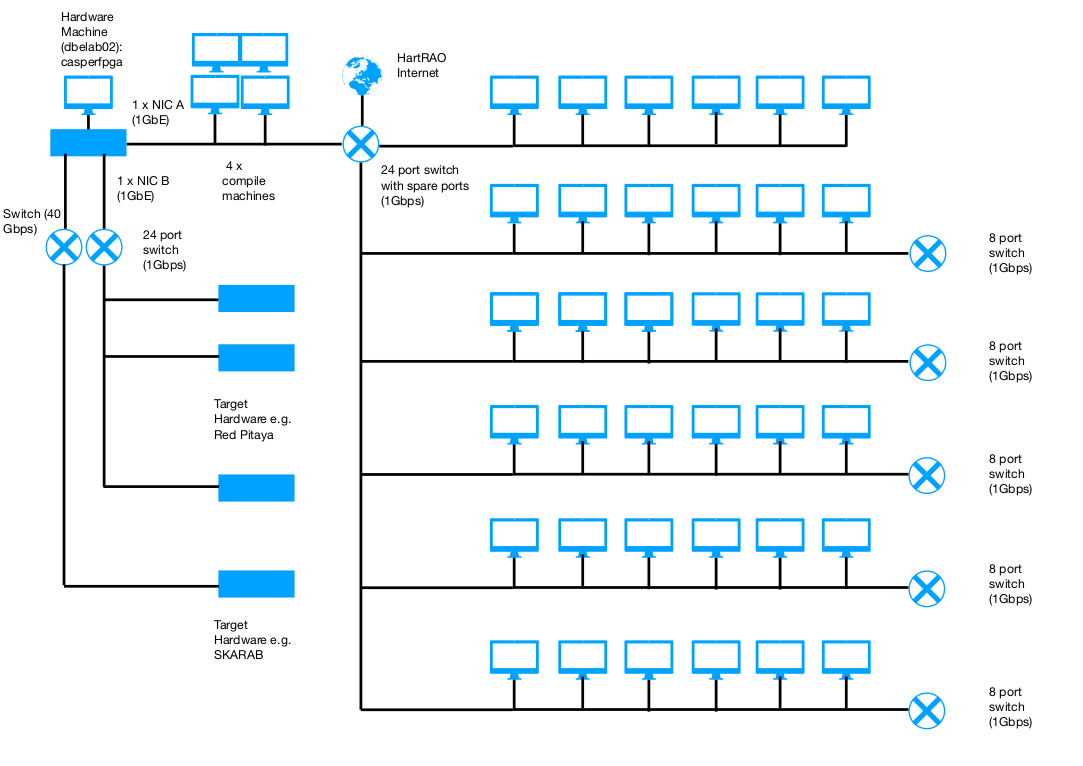 Hardware
Machine
(dbelab02):
casperfpga
1 x NIC A
(1GbE)
HartRAO
Internet
4 x
compile
machines
24 port switch
with spare ports
(1Gbps)
1 x NIC B
(1GbE)
Switch (40
Gbps)
24 port
switch
(1Gbps)
8 port
switch
(1Gbps)
8 port
switch
(1Gbps)
Target
Hardware e.g.
Red Pitaya
8 port
switch
(1Gbps)
8 port
switch
(1Gbps)
Target
Hardware e.g.
SKARAB
8 port
switch
(1Gbps)